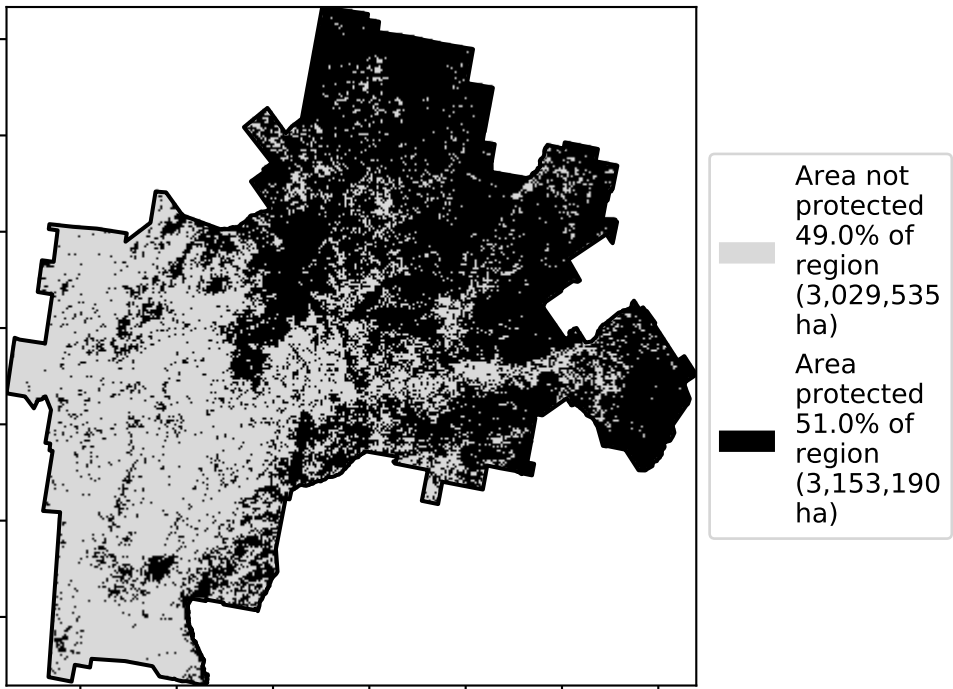 Area not
protected
49.0% of
region
(3,029,535
ha)
Area
protected
51.0% of
region
(3,153,190
ha)